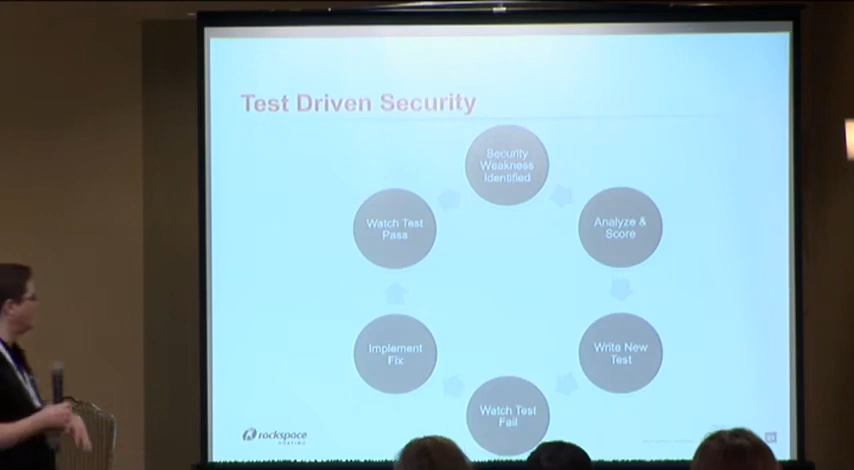 Test Driven Security
Security
Weakness
Identified
Analyze &
Score
Write New
Test
Watch Test
Fail
Implement
Fix
Watch Test
Pass
rackspace
HOSTING